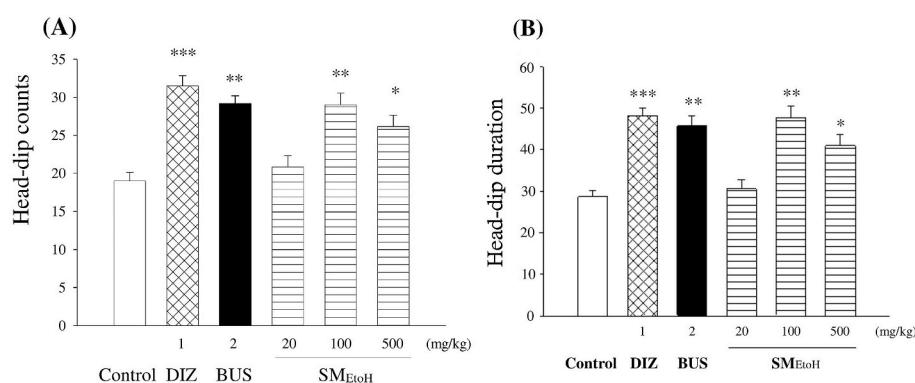 (A)
Head-dip counts
35
30
25
20
15
10
5
0
***
**
**
*
1 2 20 100 500 (mg/kg)
Control DIZ BUS SMEtoH
(B)
Head-dip duration
60
50
40
30
20
10
0
***
**
**
*
1 2 20 100 500 (mg/kg)
Control DIZ BUS SMEtoH